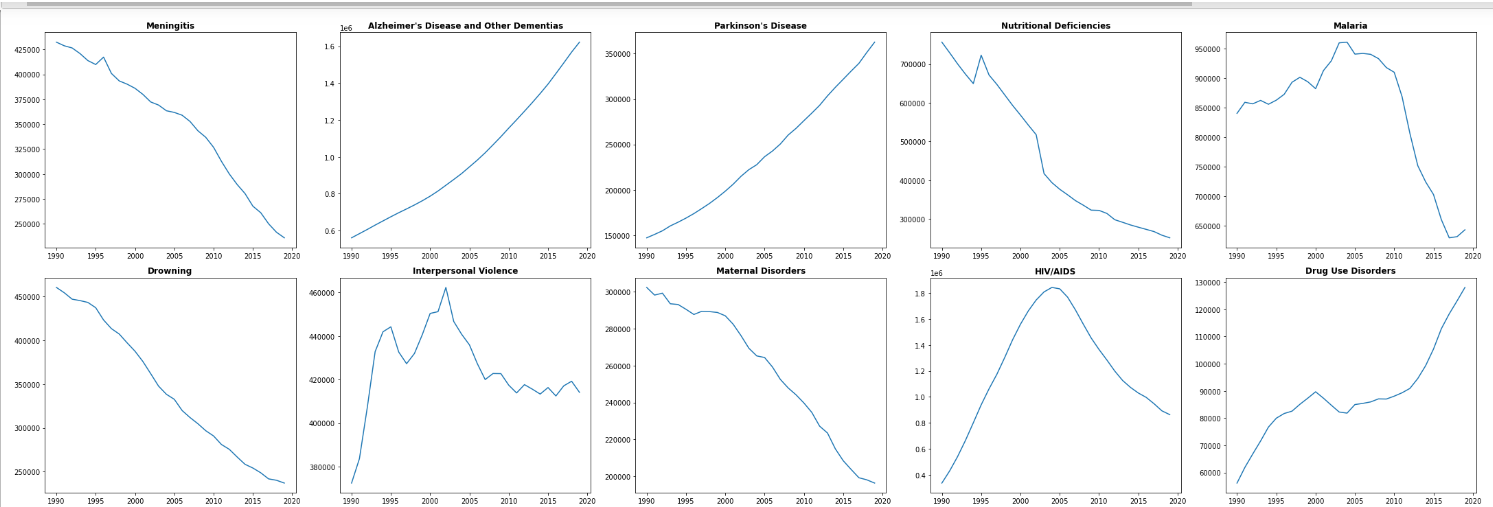 Meningitis
425000
400000
375000
350000
325000
300000
275000
250000
1990 1995 2000 2005 2010 2015 2020
Alzheimer's Disease and Other Dementias
1e6
1.6
1.4
1.2
1.0
0.8
0.6
1990 1995 2000 2005 2010 2015 2020
Parkinson's Disease
350000
300000
250000
200000
150000
1990 1995 2000 2005 2010 2015 2020
Nutritional Deficiencies
700000
600000
500000
400000
300000
1990 1995 2000 2005 2010 2015 2020
Malaria
950000
900000
850000
800000
750000
700000
650000
1990 1995 2000 2005 2010 2015 2020
Drowning
450000
400000
350000
300000
250000
1990 1995 2000 2005 2010 2015 2020
Interpersonal Violence
460000
440000
420000
400000
380000
1990 1995 2000 2005 2010 2015 2020
Maternal Disorders
300000
280000
260000
240000
220000
200000
1990 1995 2000 2005 2010 2015 2020
HIV/AIDS
1e6
1.8
1.6
1.4
1.2
1.0
0.8
0.6
0.4
1990 1995 2000 2005 2010 2015 2020
Drug Use Disorders
130000
120000
110000
100000
90000
80000
70000
60000
1990 1995 2000 2005 2010 2015 2020